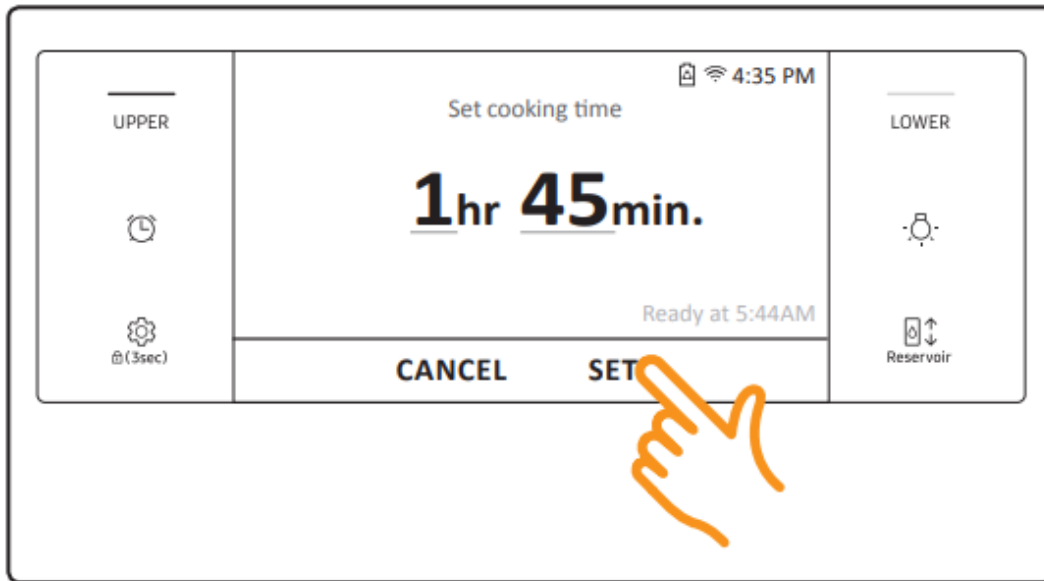 UPPER
(3sec)
4:35 PM
Set cooking time
1hr 45min.
Ready at 5:44AM
CANCEL SET
LOWER
Reservoir